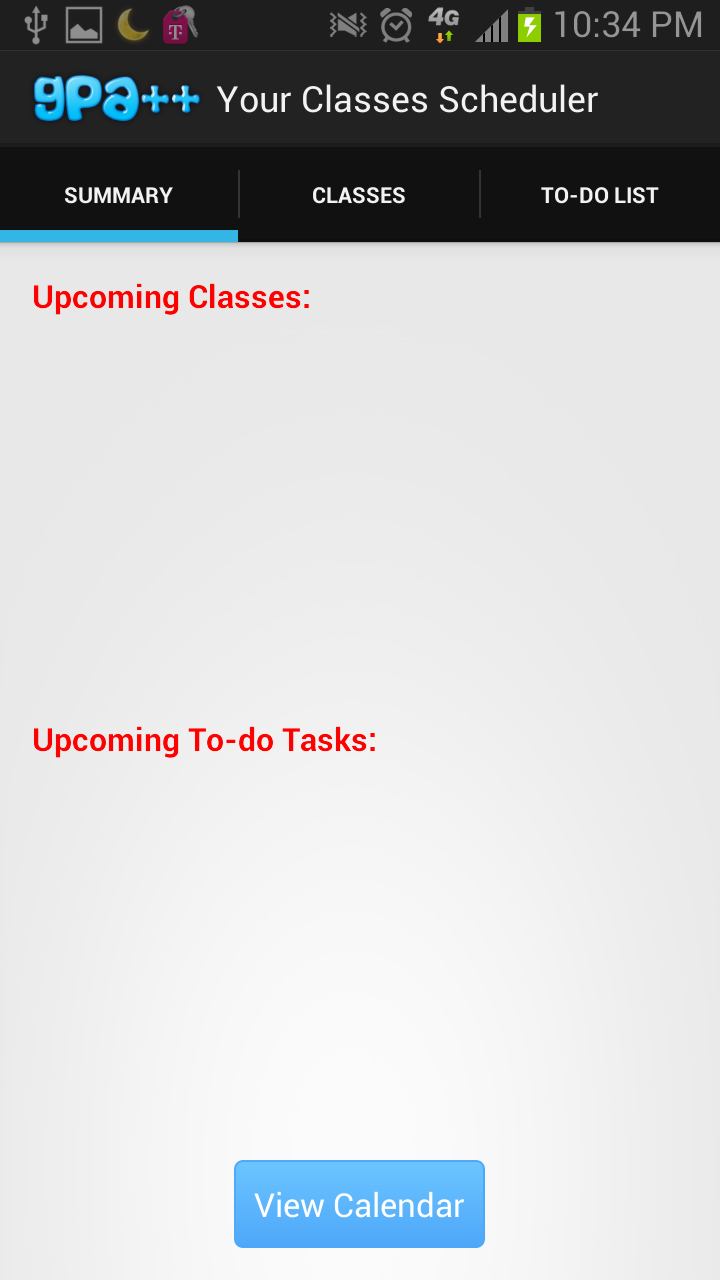 4G 10:34 PM
gpa++ Your Classes Scheduler
SUMMARY CLASSES TO-DO LIST
Upcoming Classes:
Upcoming To-do Tasks:
View Calendar